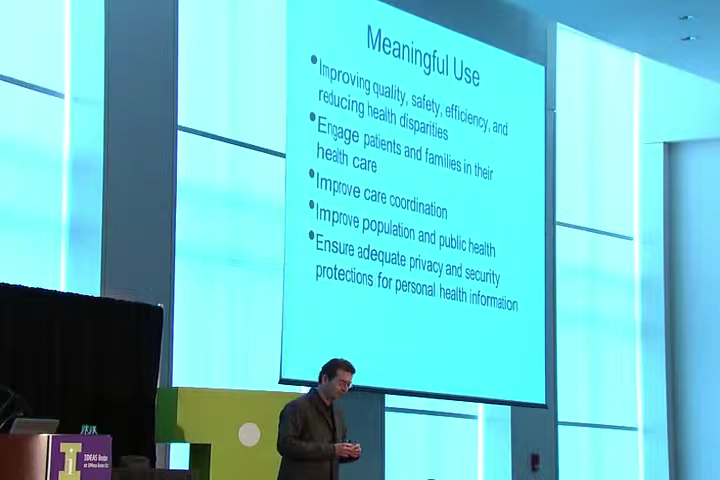 Meaningful Use
•Improving quality, safety, efficiency, and
reducing health disparities
•Engage patients and families in their
health care
•Improve care coordination
•Improve population and public health
•Ensure adequate privacy and security
protections for personal health information
I
IDEAS Boston